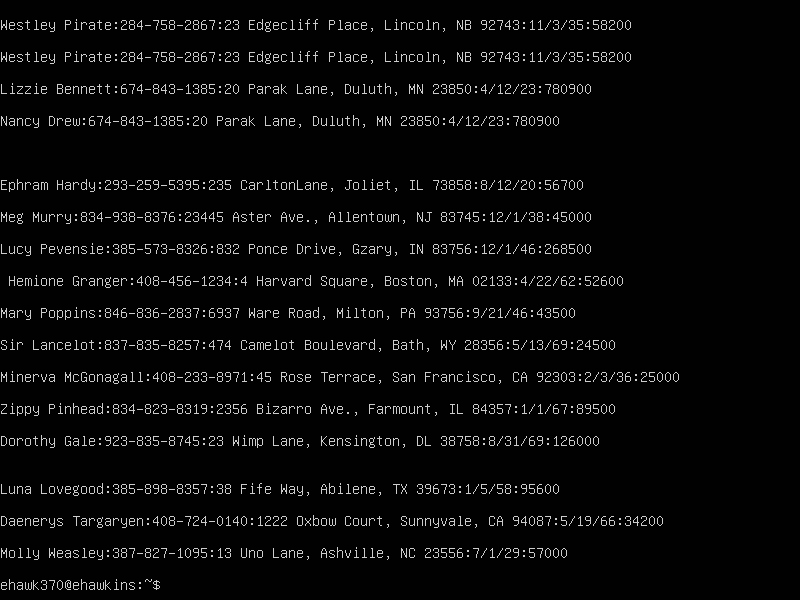 Westley Pirate:284-758-2867:23 Edgecliff Place, Lincoln, NB 92743:11/3/35:58200
Westley Pirate:284-758-2867:23 Edgecliff Place, Lincoln, NB 92743:11/3/35:58200
Lizzie Bennett:674-843-1385:20 Parak Lane, Duluth, MN 23850:4/12/23:780900
Nancy Drew:674-843-1385:20 Parak Lane, Duluth, MN 23850:4/12/23:780900
Ephram Hardy:293-259-5395:235 CarltonLane, Joliet, IL 73858:8/12/20:56700
Meg Murry:834-938-8376:23445 Aster Ave., Allentown, NJ 83745:12/1/38:45000
Lucy Pevensie:385-573-8326:832 Ponce Drive, Gzary, IN 83756:12/1/46:268500
Hemione Granger:408-456-1234:4 Harvard Square, Boston, MA 02133:4/22/62:52600
Mary Poppins:846-836-2837:6937 Ware Road, Milton, PA 93756:9/21/46:43500
Sir Lancelot:837-835-8257:474 Camelot Boulevard, Bath, WY 28356:5/13/69:24500
Minerva McGonagall:408-233-8971:45 Rose Terrace, San Francisco, CA 92303:2/3/36:25000
Zippy Pinhead:834-823-8319:2356 Bizarro Ave., Farmount, IL 84357:1/1/67:89500
Dorothy Gale:923-835-8745:23 Wimp Lane, Kensington, DL 38758:8/31/69:126000
Luna Lovegood:385-898-8357:38 Fife Way, Abilene, TX 39673:1/5/58:95600
Daenerys Targaryen:408-724-0140:1222 Oxbow Court, Sunnyvale, CA 94087:5/19/66:34200
Molly Weasley:387-827-1095:13 Uno Lane, Ashville, NC 23556:7/1/29:57000
ehawk370@ehawkins:~$